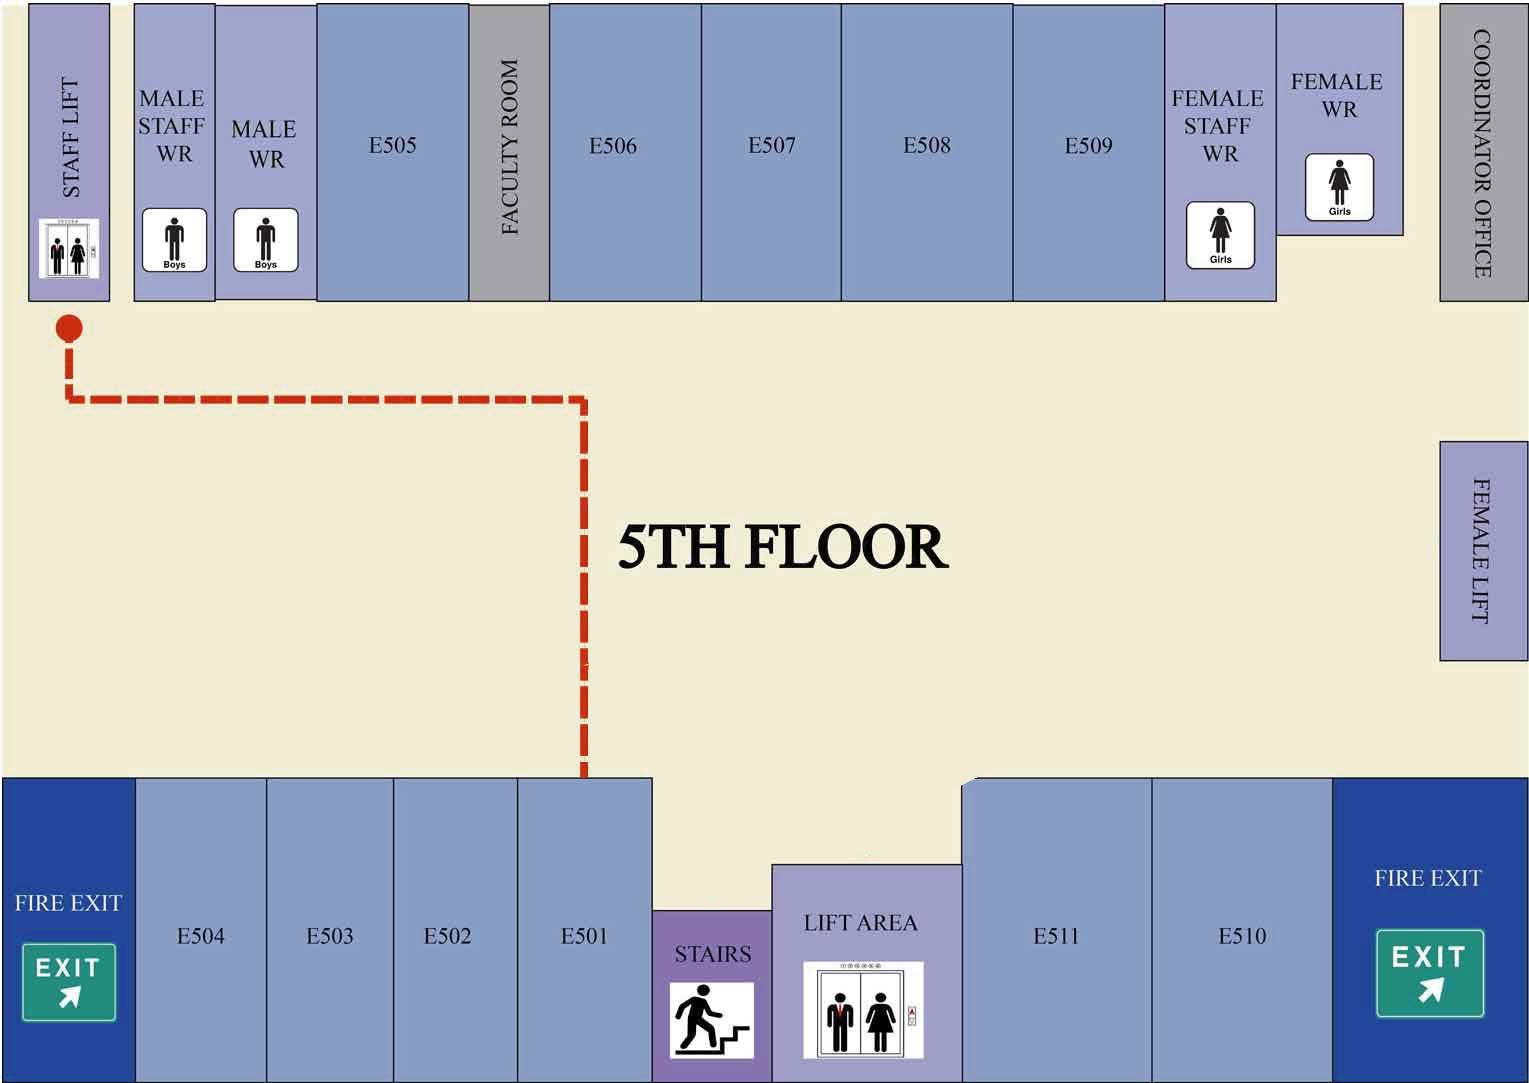 STAFF LIFT
MALE
STAFF
WR
Boys
MALE
WR
Boys
E505
FACULTY ROOM
E506
E507
E508
E509
FEMALE
STAFF
WR
Girls
FEMALE
WR
Girls
COORDINATOR OFFICE
5TH FLOOR
FEMALE LIFT
FIRE EXIT
EXIT
E504
E503
E502
E501
STAIRS
LIFT AREA
E511
E510
FIRE EXIT
EXIT